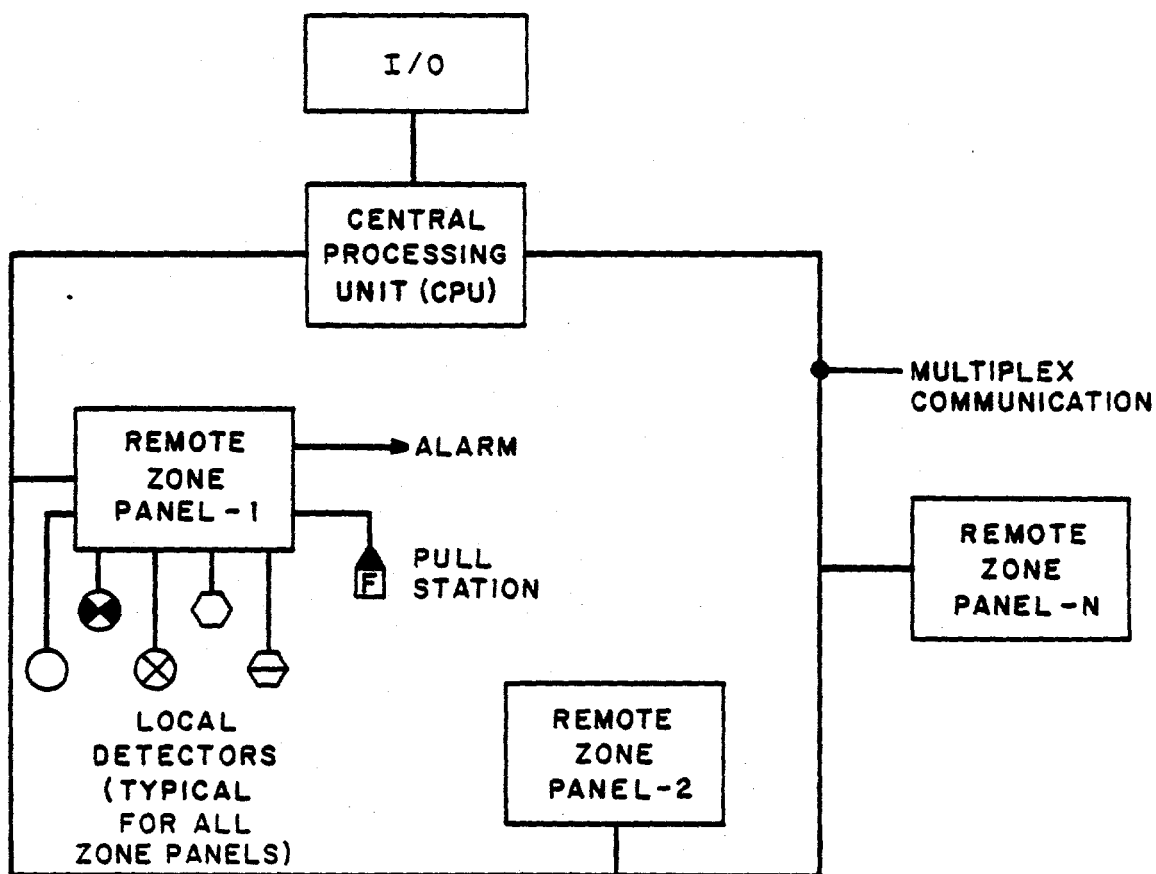 I/O
CENTRAL
PROCESSING
UNIT (CPU)
MULTIPLEX
COMMUNICATION
REMOTE
ZONE
PANEL-1
ALARM
F
PULL
STATION
REMOTE
ZONE
PANEL-N
LOCAL
DETECTORS
(TYPICAL
FOR ALL
ZONE PANELS)
REMOTE
ZONE
PANEL-2